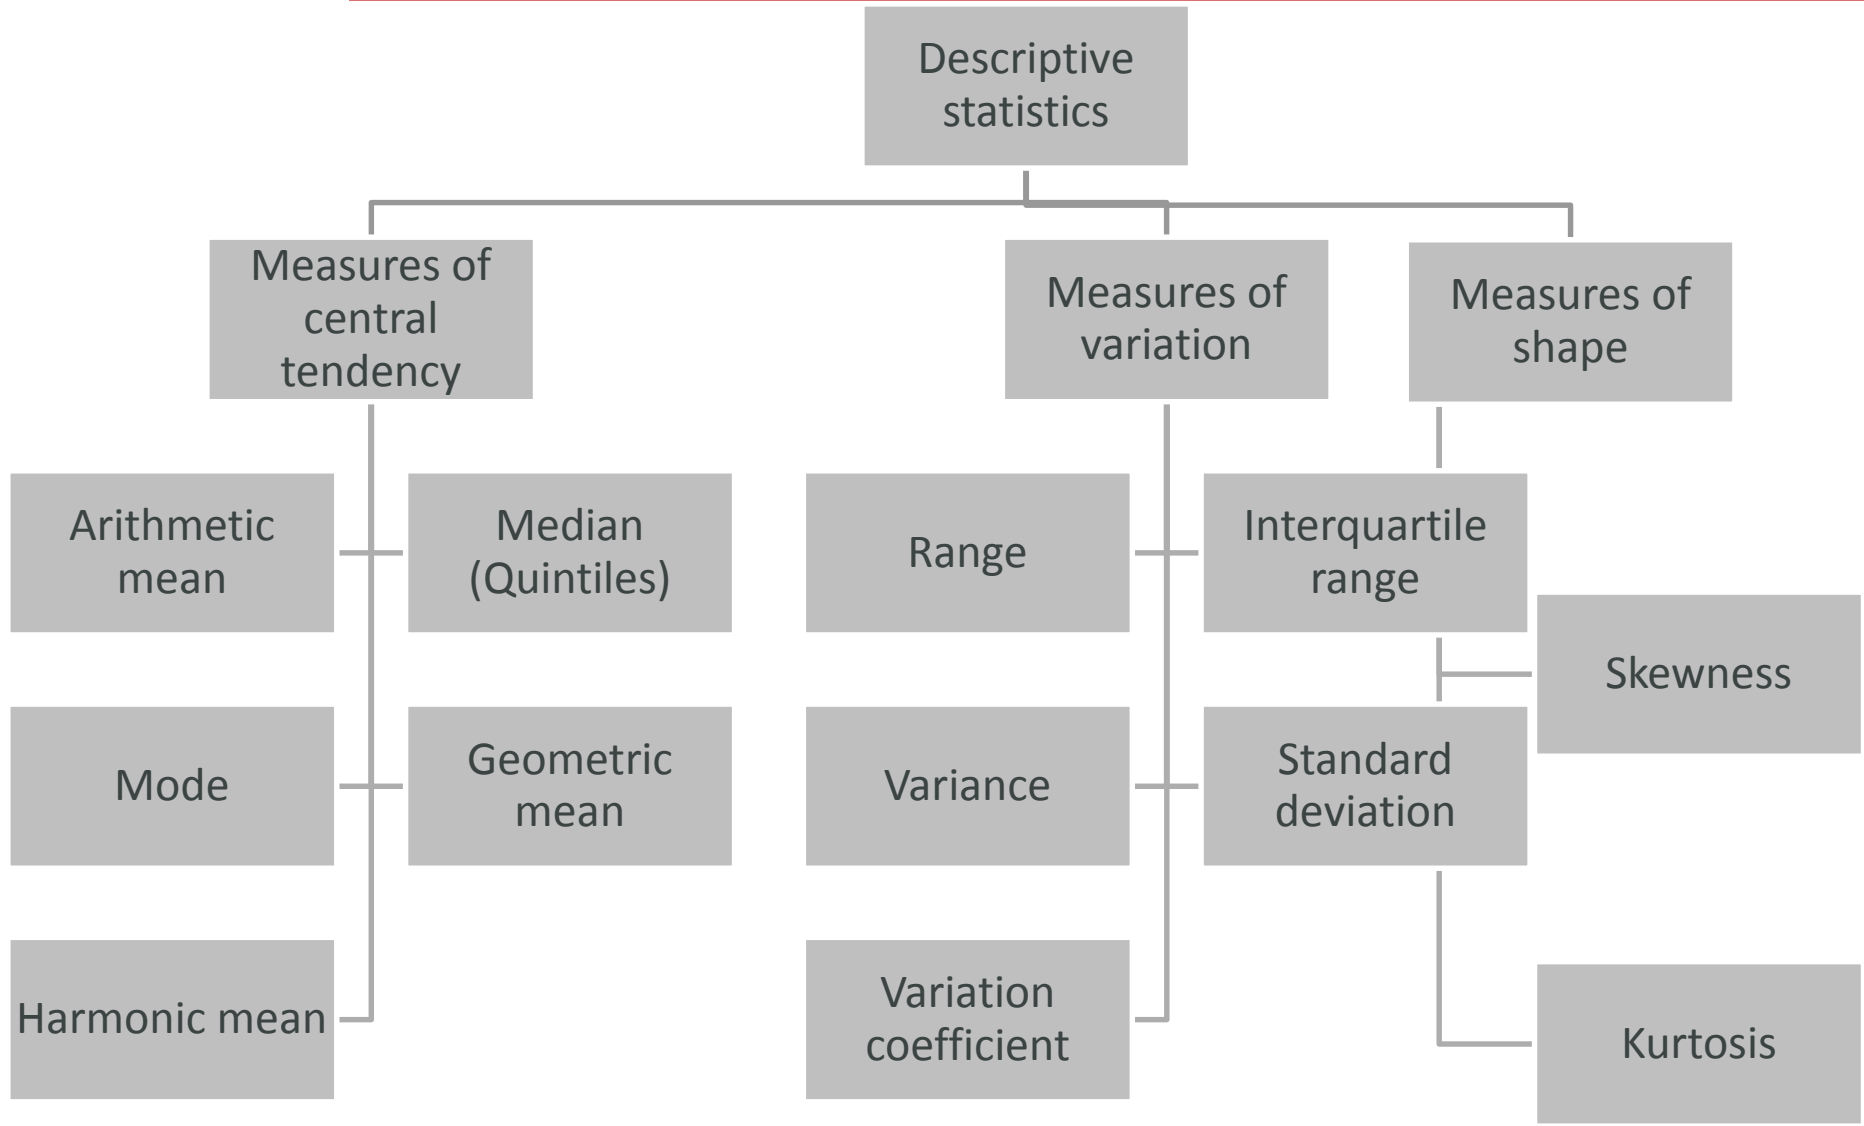 Descriptive
statistics
Measures of
central
tendency
Measures of
variation
Measures of
shape
Arithmetic
mean
Median
(Quintiles)
Range
Interquartile
range
Skewness
Mode
Geometric
mean
Variance
Standard
deviation
Harmonic mean
Variation
coefficient
Kurtosis